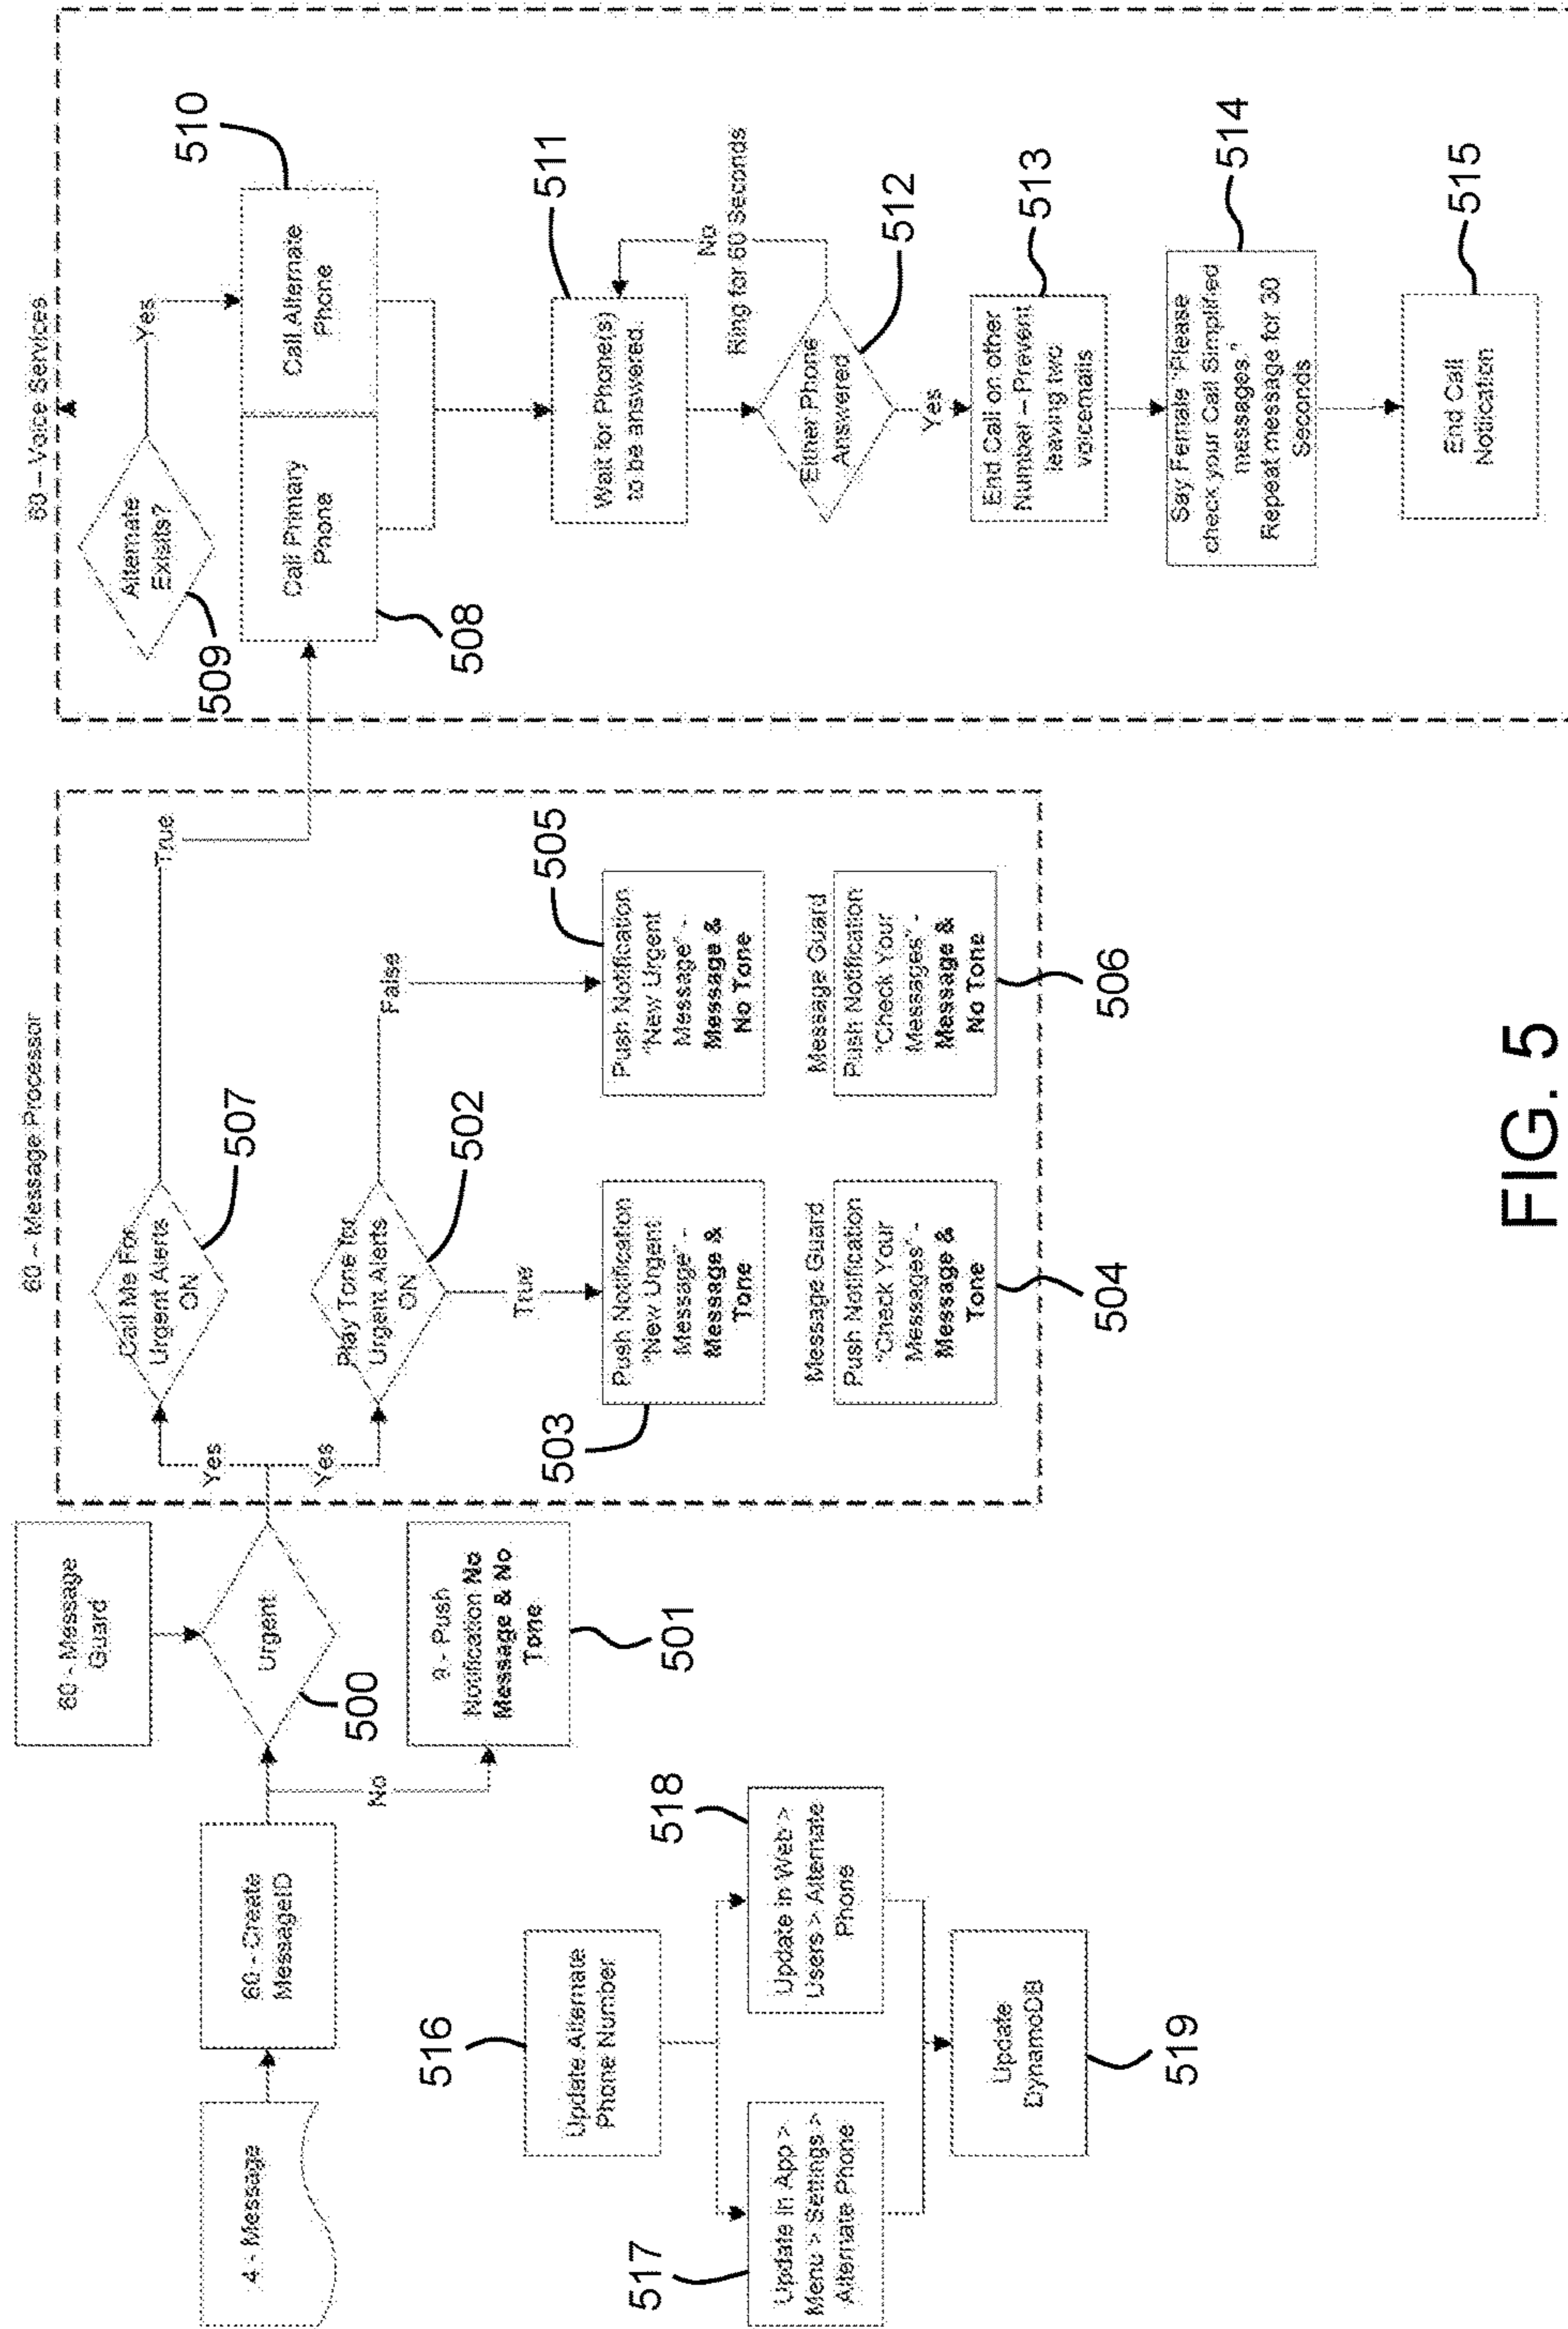 4 - Message
60 - Create
MessageID
No
60 - Message
Guard
Urgent
500
9 - Push
Notification No
Message & No
Tone
501
60 - Message Processor
Yes
Yes
Call Me For
Urgent Alerts
ON
507
True
Play Tone for
Urgent Alerts
ON
502
False
True
503
Push Notification
"New Urgent
Message" -
Message &
Tone
505
Push Notification
"New Urgent
Message" -
Message &
No Tone
Message Guard
Push Notification
"Check Your
Messages" -
Message &
Tone
504
Message Guard
Push Notification
"Check Your
Messages" -
Message &
No Tone
506
60 - Voice Services
Alternate
Exisits?
509
Yes
510
Call Primary
Phone
508
Call Alternate
Phone
Wait for Phone(s)
to be answered.
511
No
Ring for 60 Seconds
Either Phone
Answered
512
Yes
End Call on other
Number – Prevent
leaving two
voicemails
513
Say Female "Please
check your Call Simplified
messages."
Repeat message for 30
Seconds
514
End Call
Notication
515
516
Update Alternate
Phone Number
517
Update in App >
Menu > Settings >
Alternate Phone
518
Update in Web >
Users > Alternate
Phone
Update
DynamoDB
519
FIG. 5